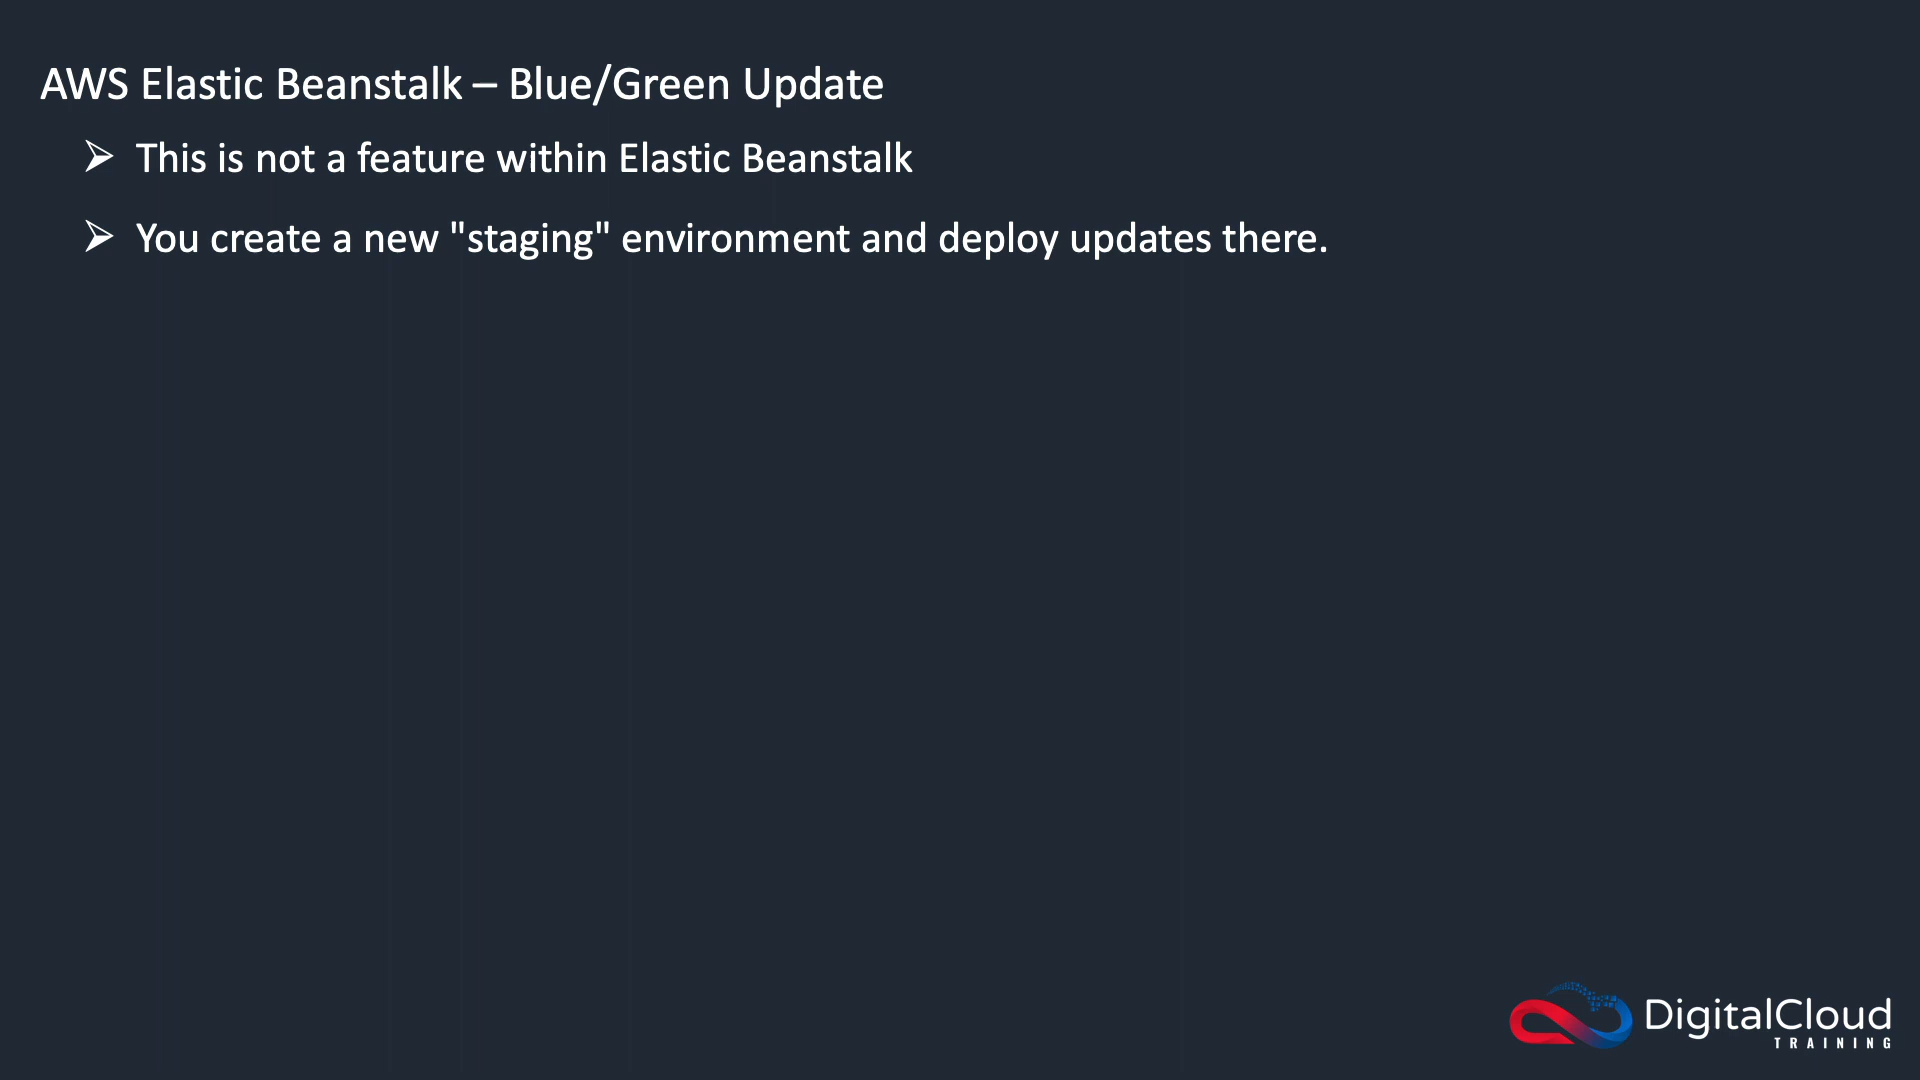 AWS Elastic Beanstalk – Blue/Green Update
➢ This is not a feature within Elastic Beanstalk
➢ You create a new "staging" environment and deploy updates there.
DigitalCloud
TRAINING